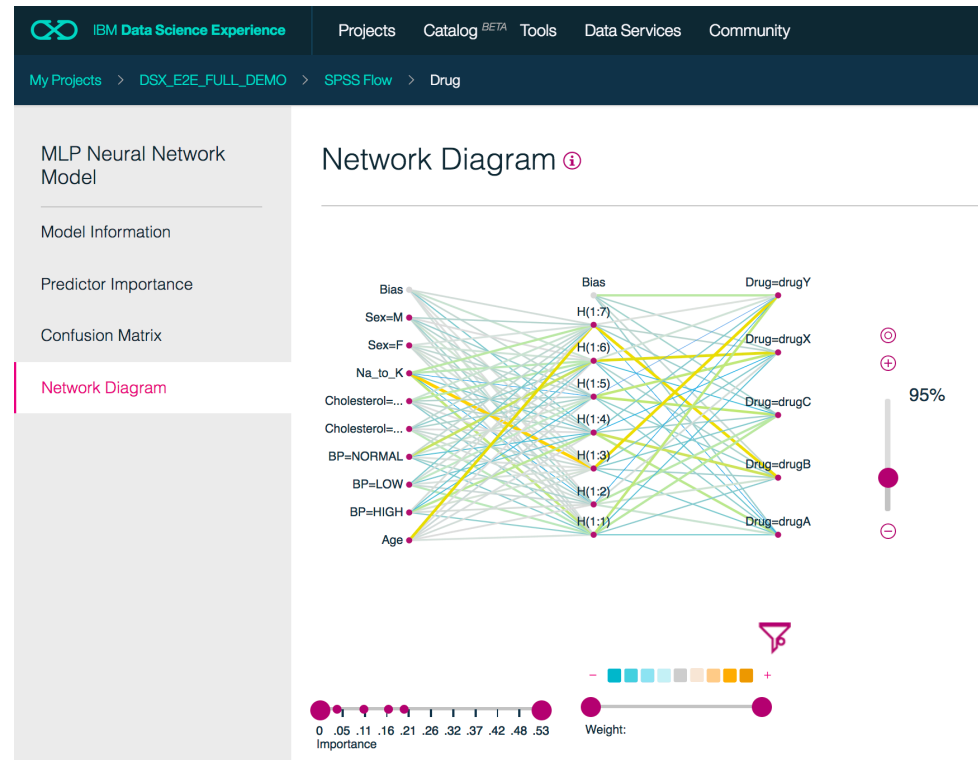 IBM Data Science Experience
Projects Catalog BETA Tools Data Services Community
My Projects > DSX_E2E_FULL_DEMO > SPSS Flow > Drug
MLP Neural Network
Model
Model Information
Predictor Importance
Confusion Matrix
Network Diagram
Network Diagram i
Bias
Sex=M
Sex=F
Na_to_K
Cholesterol=...
Cholesterol=...
BP=NORMAL
BP=LOW
BP=HIGH
Age
Bias
H(1:7)
H(1:6)
H(1:5)
H(1:4)
H(1:3)
H(1:2)
H(1:1)
Drug=drugY
Drug=drugX
Drug=drugC
Drug=drugB
Drug=drugA
95%
- +
0 .05 .11 .16 .21 .26 .32 .37 .42 .48 .53
Importance
Weight: